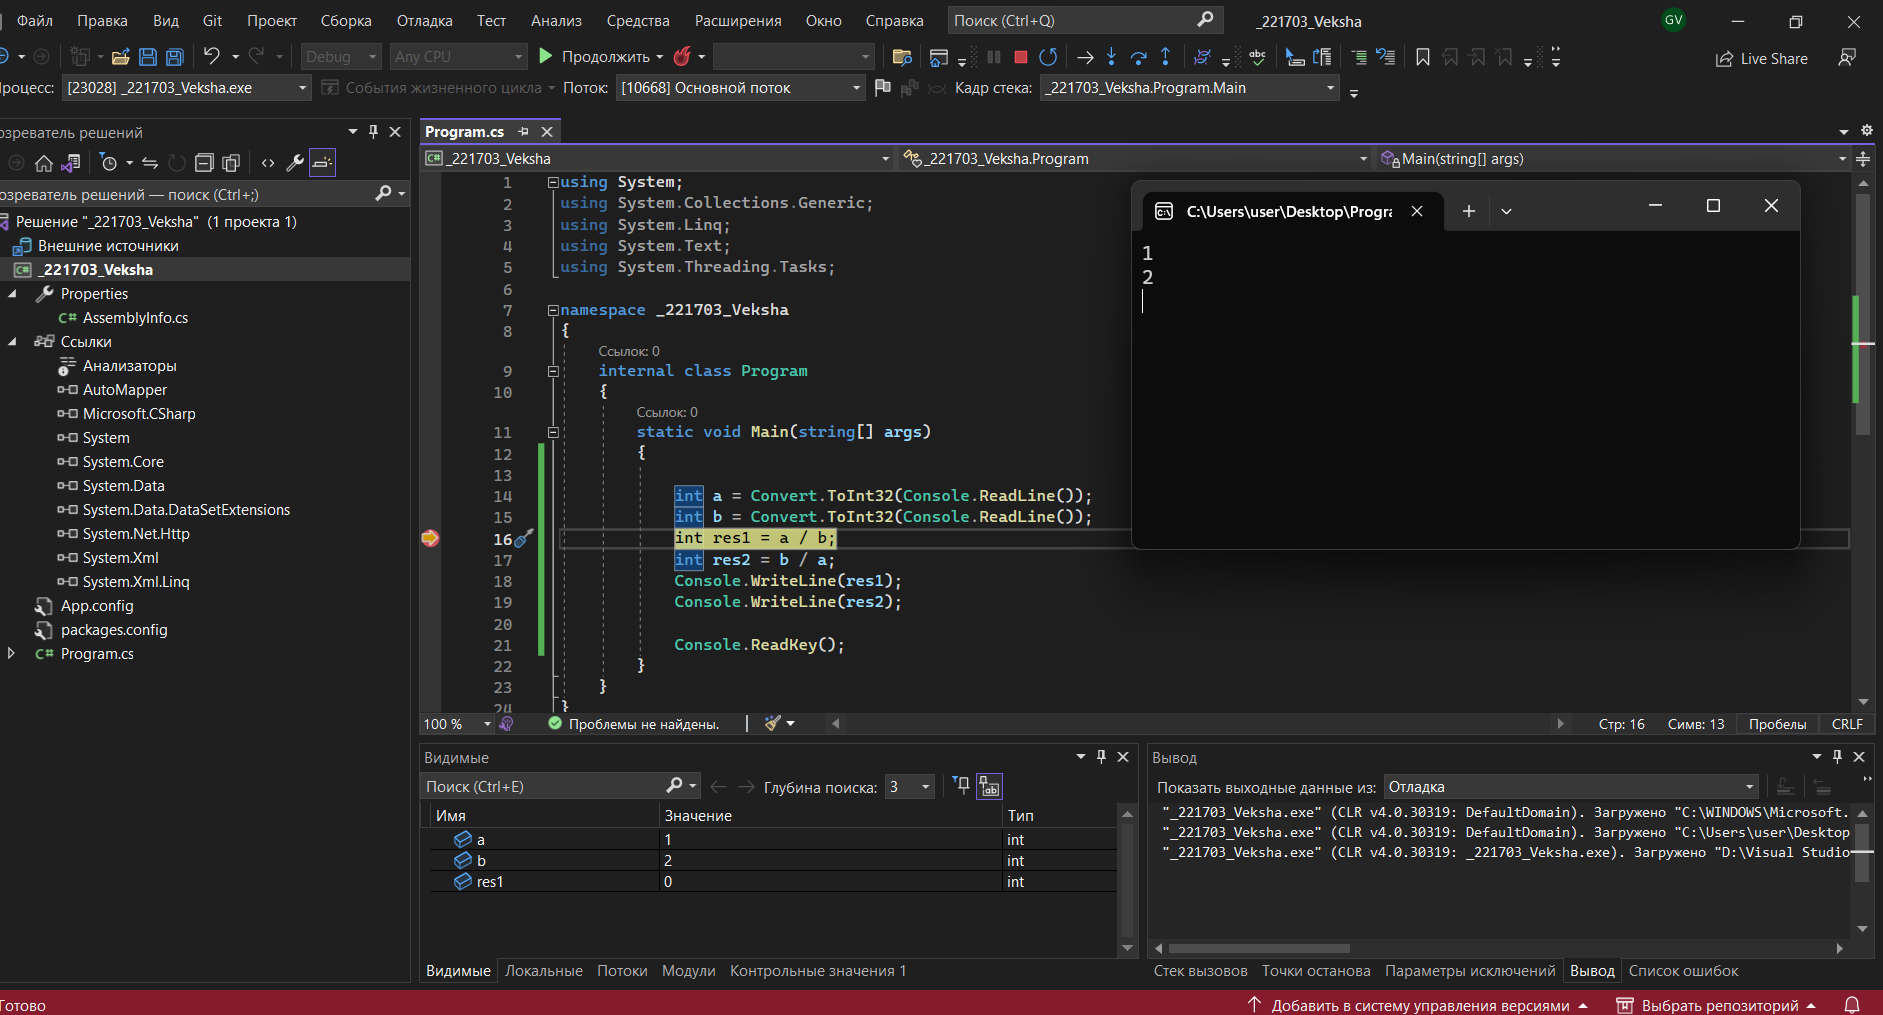 Файл Правка Вид Git Проект Сборка Отладка Тест Анализ Средства Расширения Окно Справка Поиск (Ctrl+Q) _221703_Veksha GV
Debug Any CPU Продолжить abc Live Share
роцесс: [23028] _221703_Veksha.exe События жизненного цикла Поток: [10668] Основной поток Кадр стека: _221703_Veksha.Program.Main
озреватель решений
озреватель решений — поиск (Ctrl+;)
Решение "_221703_Veksha" (1 проекта 1)
Внешние источники
C# _221703_Veksha
Properties
C# AssemblyInfo.cs
Ссылки
Анализаторы
AutoMapper
Microsoft.CSharp
System
System.Core
System.Data
System.Data.DataSetExtensions
System.Net.Http
System.Xml
System.Xml.Linq
App.config
packages.config
C# Program.cs
Program.cs
C# _221703_Veksha _221703_Veksha.Program Main(string[] args)
1 using System;
2 using System.Collections.Generic;
3 using System.Linq;
4 using System.Text;
5 using System.Threading.Tasks;
6
7 namespace _221703_Veksha
8 {
Ссылок: 0
9 internal class Program
10 {
Ссылок: 0
11 static void Main(string[] args)
12 {
13
14 int a = Convert.ToInt32(Console.ReadLine());
15 int b = Convert.ToInt32(Console.ReadLine());
16 int res1 = a / b;
17 int res2 = b / a;
18 Console.WriteLine(res1);
19 Console.WriteLine(res2);
20
21 Console.ReadKey();
22 }
23 }
24 }
C:\Users\user\Desktop\Progra
1
2
100 % Проблемы не найдены. Стр: 16 Симв: 13 Пробелы CRLF
Видимые
Поиск (Ctrl+E) Глубина поиска: 3
Имя Значение Тип
a 1 int
b 2 int
res1 0 int
Видимые Локальные Потоки Модули Контрольные значения 1
Вывод
Показать выходные данные из: Отладка
"_221703_Veksha.exe" (CLR v4.0.30319: DefaultDomain). Загружено "C:\WINDOWS\Microsoft.
"_221703_Veksha.exe" (CLR v4.0.30319: DefaultDomain). Загружено "C:\Users\user\Desktop
"_221703_Veksha.exe" (CLR v4.0.30319: _221703_Veksha.exe). Загружено "D:\Visual Studio
Стек вызовов Точки останова Параметры исключений Вывод Список ошибок
Готово Добавить в систему управления версиями Выбрать репозиторий